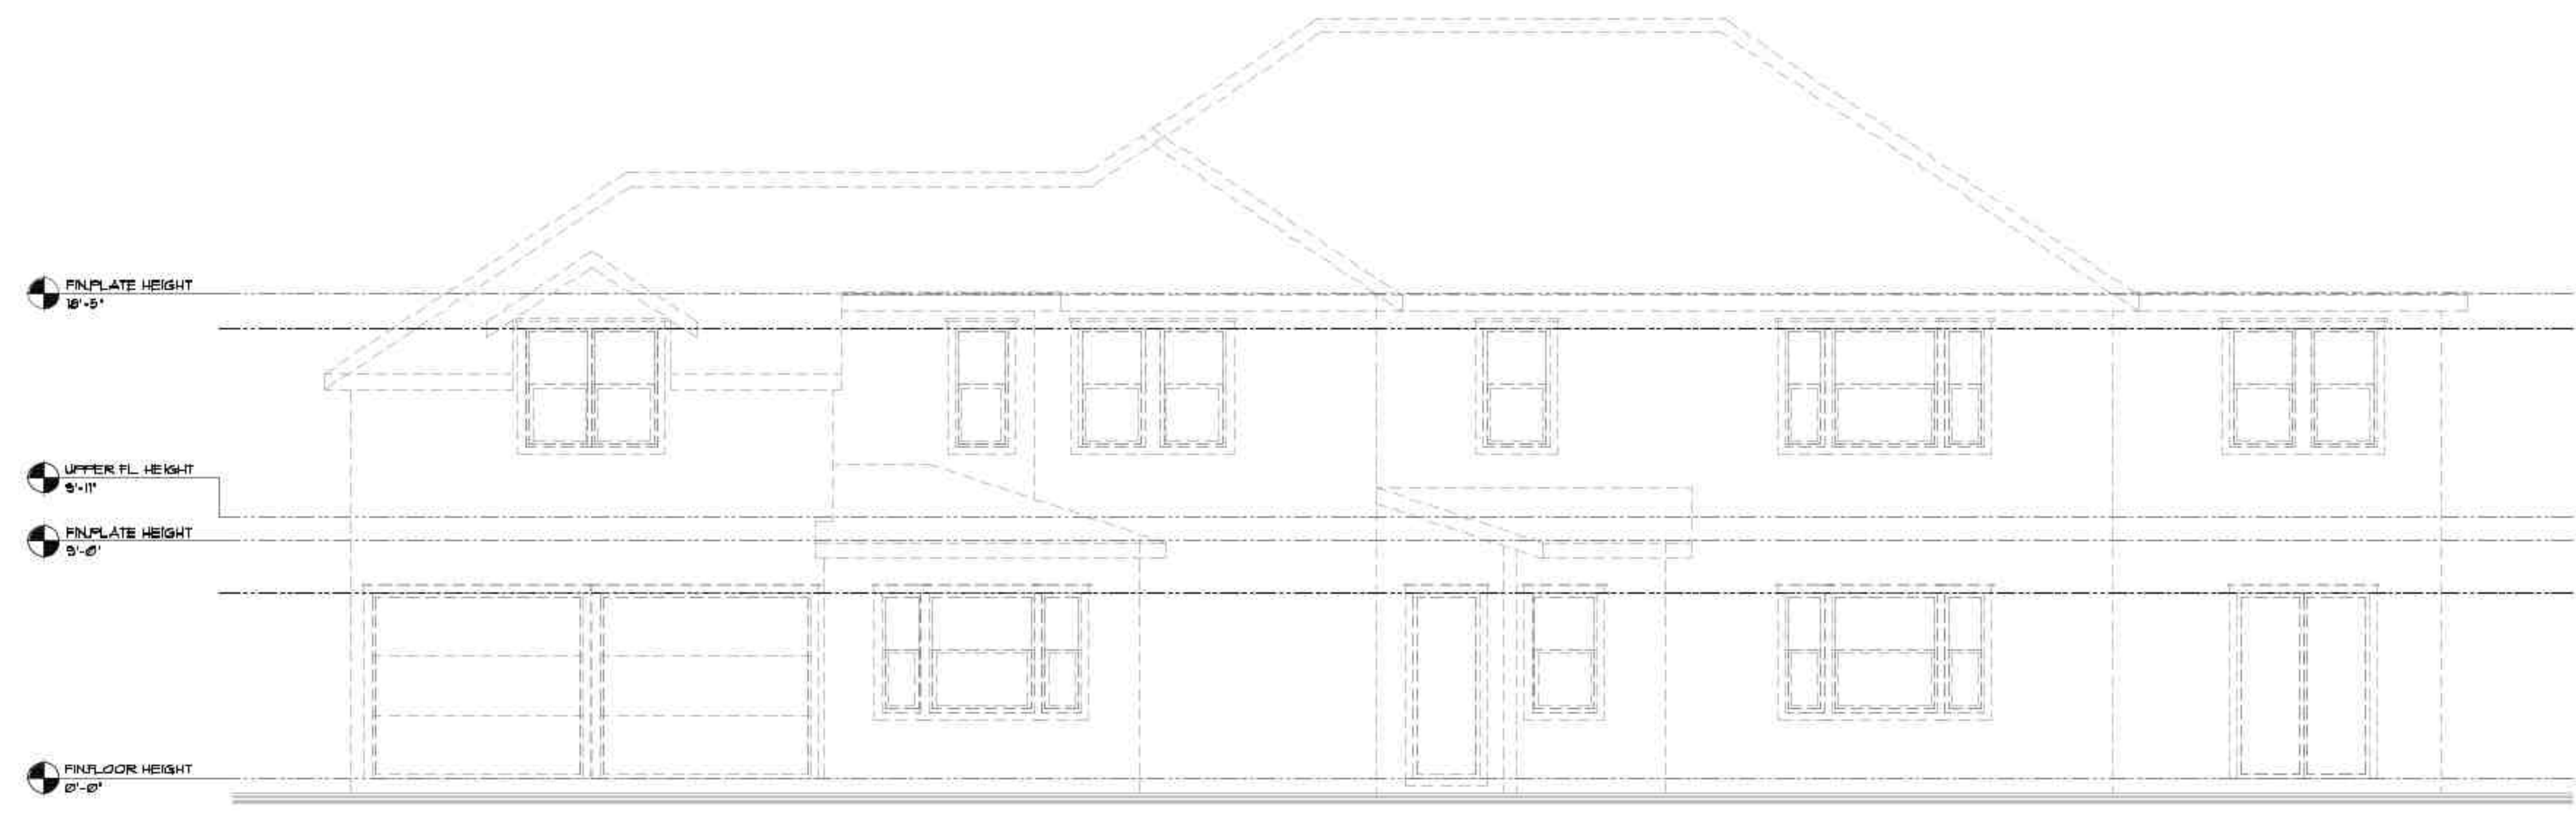 FIN.PLATE HEIGHT
18'-5"
UPPER FL. HEIGHT
9'-11"
FIN.PLATE HEIGHT
9'-0"
FIN.FLOOR HEIGHT
0'-0"